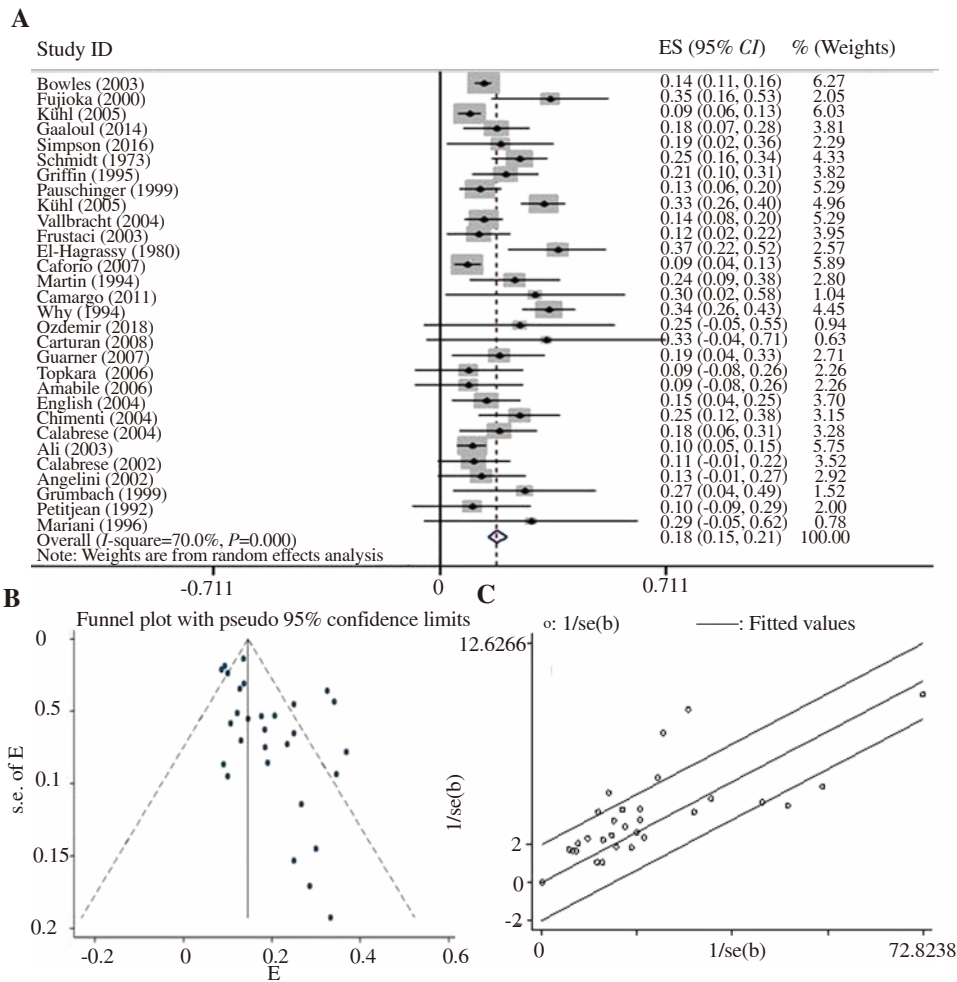 A
Study ID ES (95% CI) % (Weights)
Bowles (2003) 0.14 (0.11, 0.16) 6.27
Fujioka (2000) 0.35 (0.16, 0.53) 2.05
Kühl (2005) 0.09 (0.06, 0.13) 6.03
Gaaloul (2014) 0.18 (0.07, 0.28) 3.81
Simpson (2016) 0.19 (0.02, 0.36) 2.29
Schmidt (1973) 0.25 (0.16, 0.34) 4.33
Griffin (1995) 0.21 (0.10, 0.31) 3.82
Pauschinger (1999) 0.13 (0.06, 0.20) 5.29
Kühl (2005) 0.33 (0.26, 0.40) 4.96
Vallbracht (2004) 0.14 (0.08, 0.20) 5.29
Frustaci (2003) 0.12 (0.02, 0.22) 3.95
El-Hagrassy (1980) 0.37 (0.22, 0.52) 2.57
Caforio (2007) 0.09 (0.04, 0.13) 5.89
Martin (1994) 0.24 (0.09, 0.38) 2.80
Camargo (2011) 0.30 (0.02, 0.58) 1.04
Why (1994) 0.34 (0.26, 0.43) 4.45
Ozdemir (2018) 0.25 (-0.05, 0.55) 0.94
Carturan (2008) 0.33 (-0.04, 0.71) 0.63
Guarner (2007) 0.19 (0.04, 0.33) 2.71
Topkara (2006) 0.09 (-0.08, 0.26) 2.26
Amabile (2006) 0.09 (-0.08, 0.26) 2.26
English (2004) 0.15 (0.04, 0.25) 3.70
Chimenti (2004) 0.25 (0.12, 0.38) 3.15
Calabrese (2004) 0.18 (0.06, 0.31) 3.28
Ali (2003) 0.10 (0.05, 0.15) 5.75
Calabrese (2002) 0.11 (-0.01, 0.22) 3.52
Angelini (2002) 0.13 (-0.01, 0.27) 2.92
Grumbach (1999) 0.27 (0.04, 0.49) 1.52
Petitjean (1992) 0.10 (-0.09, 0.29) 2.00
Mariani (1996) 0.29 (-0.05, 0.62) 0.78
Overall (I-square=70.0%, P=0.000) 0.18 (0.15, 0.21) 100.00
Note: Weights are from random effects analysis
-0.711 0 0.711
B
Funnel plot with pseudo 95% confidence limits
0
0.5
0.1
0.15
0.2
s.e. of E
-0.2 0 0.2 0.4 0.6
E
C
o: 1/se(b) ——: Fitted values
12.6266
2
0
-2
1/se(b)
0 1/se(b) 72.8238